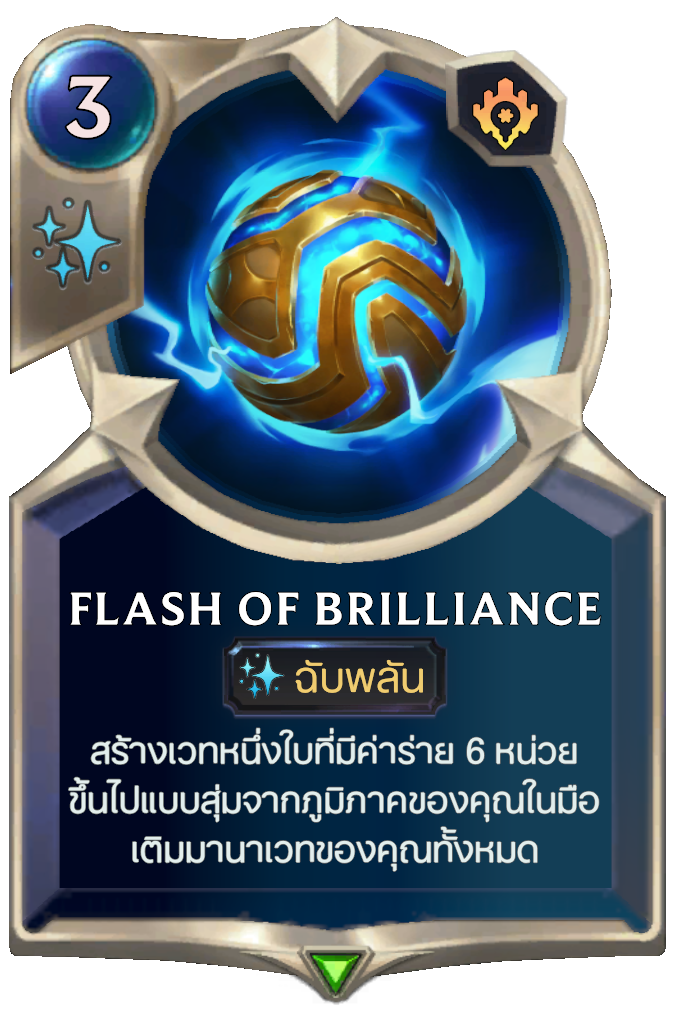 3
FLASH OF BRILLIANCE
ฉับพลัน
สร้างเวทหนึ่งใบที่มีค่าร่าย 6 หน่วย
ขึ้นไปแบบสุ่มจากภูมิภาคของคุณในมือ
เติมมานาเวทของคุณทั้งหมด